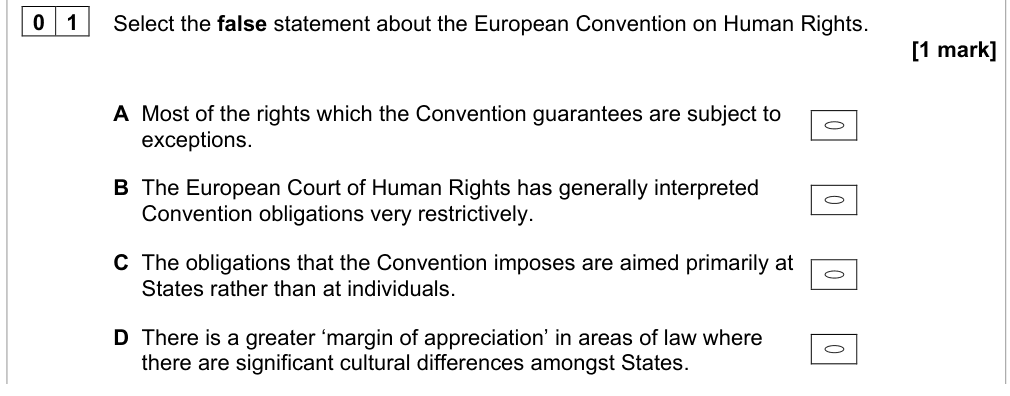 0 1 Select the false statement about the European Convention on Human Rights.
[1 mark]
A Most of the rights which the Convention guarantees are subject to
exceptions.
B The European Court of Human Rights has generally interpreted
Convention obligations very restrictively.
C The obligations that the Convention imposes are aimed primarily at
States rather than at individuals.
D There is a greater ‘margin of appreciation’ in areas of law where
there are significant cultural differences amongst States.